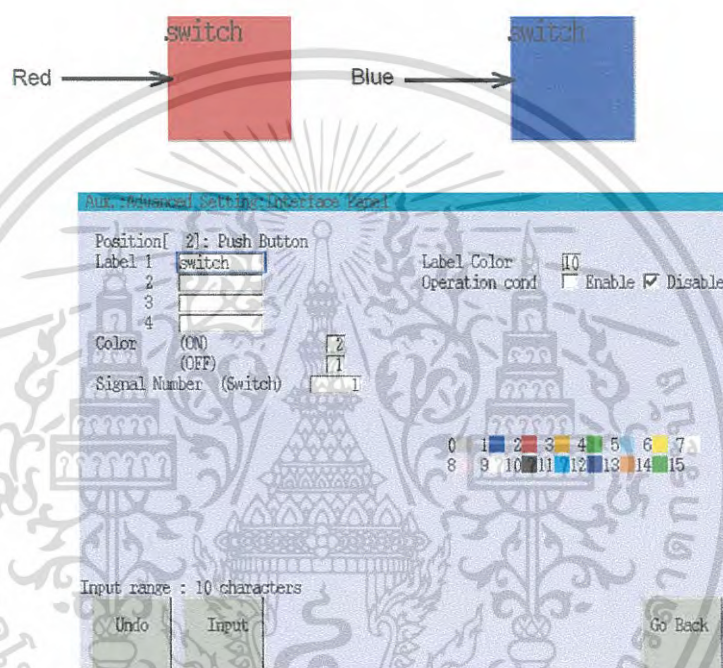 switch switch
Red Blue
Aux.:Advanced Setting:Interface Panel
Position[ 2]: Push Button
Label 1 switch Label Color 10
2 Operation cond Enable Disable
3
4
Color (ON) 2
(OFF) 1
Signal Number (Switch) 1
0 1 2 3 4 5 6 7
8 9 10 11 12 13 14 15
Input range : 10 characters
Undo Input Go Back